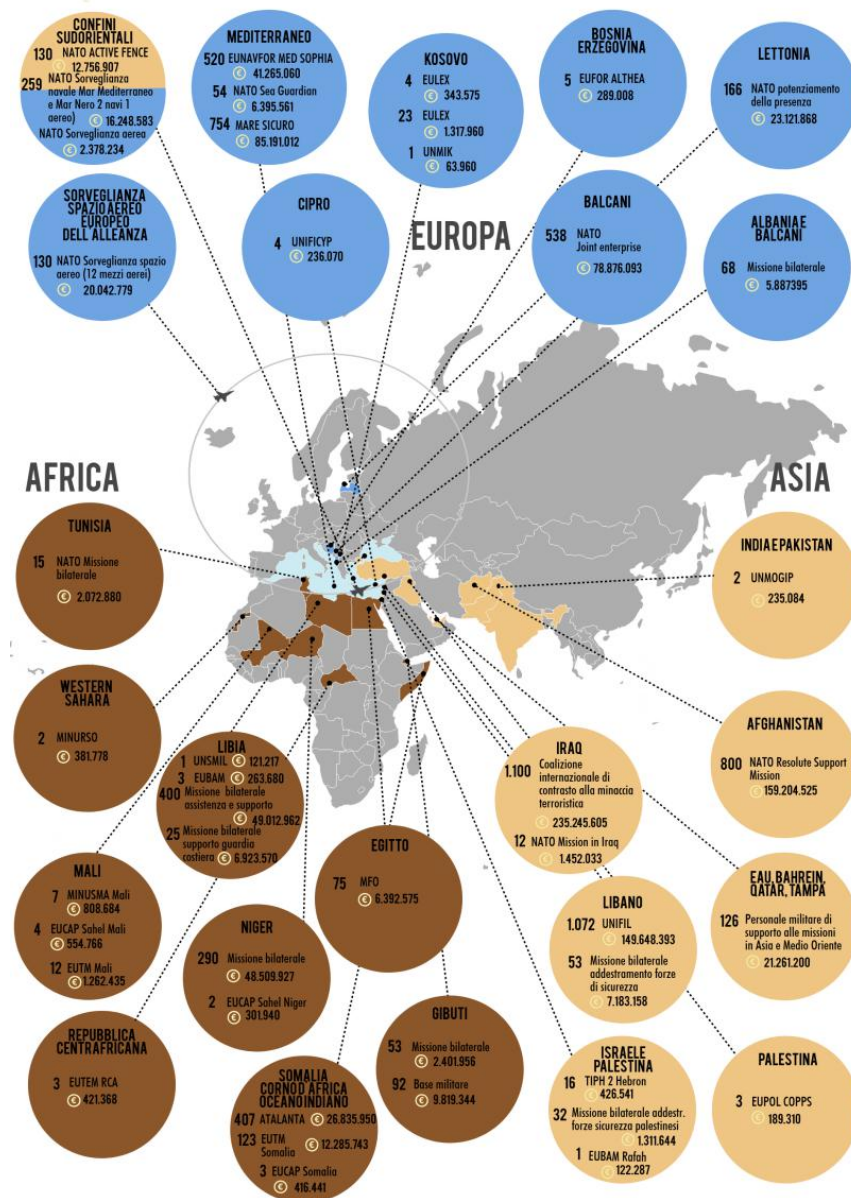 CONFINI
SUDORIENTALI
130 NATO ACTIVE FENCE
€ 12.756.907
259 NATO Sorveglianza
navale Mar Mediterraneo
e Mar Nero 2 navi 1
aereo) € 16.248.583
NATO Sorveglianza aerea
€ 2.378.234
MEDITERRANEO
520 EUNAVFOR MED SOPHIA
€ 41.265.060
54 NATO Sea Guardian
€ 6.395.561
754 MARE SICURO
€ 85.191.012
KOSOVO
4 EULEX
€ 343.575
23 EULEX
€ 1.317.960
1 UNMIK
€ 63.960
BOSNIA
ERZEGOVINA
5 EUFOR ALTHEA
€ 289.008
LETTONIA
166 NATO potenziamento
della presenza
€ 23.121.868
SORVEGLIANZA
SPAZIO AEREO
EUROPEO
DELL ALLEANZA
130 NATO Sorveglianza spazio
aereo (12 mezzi aerei)
€ 20.042.779
CIPRO
4 UNIFICYP
€ 236.070
EUROPA
BALCANI
538 NATO
Joint enterprise
€ 78.876.093
ALBANIA E
BALCANI
68 Missione bilaterale
€ 5.887395
AFRICA
ASIA
TUNISIA
15 NATO Missione
bilaterale
€ 2.072.880
INDIA E PAKISTAN
2 UNMOGIP
€ 235.084
WESTERN
SAHARA
2 MINURSO
€ 381.778
LIBIA
1 UNSMIL € 121.217
3 EUBAM € 263.680
400 Missione bilaterale
assistenza e supporto
€ 49.012.962
25 Missione bilaterale
supporto guardia
costiera € 6.923.570
IRAQ
1.100 Coalizione
internazionale di
contrasto alla minaccia
terroristica
€ 235.245.605
12 NATO Mission in Iraq
€ 1.452.033
AFGHANISTAN
800 NATO Resolute Support
Mission
€ 159.204.525
MALI
7 MINUSMA Mali
€ 808.684
4 EUCAP Sahel Mali
€ 554.766
12 EUTM Mali
€ 1.262.435
EGITTO
75 MFO
€ 6.392.575
NIGER
290 Missione bilaterale
€ 48.509.927
2 EUCAP Sahel Niger
€ 301.940
LIBANO
1.072 UNIFIL
€ 149.648.393
53 Missione bilaterale
addestramento forze
di sicurezza
€ 7.183.158
EAU, BAHREIN,
QATAR, TAMPA
126 Personale militare di
supporto alle missioni
in Asia e Medio Oriente
€ 21.261.200
REPUBBLICA
CENTRAFRICANA
3 EUTEM RCA
€ 421.368
GIBUTI
53 Missione bilaterale
€ 2.401.956
92 Base militare
€ 9.819.344
SOMALIA
CORNO D AFRICA
OCEANO INDIANO
407 ATALANTA € 26.835.950
123 EUTM
Somalia € 12.285.743
3 EUCAP Somalia
€ 416.441
ISRAELE
PALESTINA
16 TIPH 2 Hebron
€ 426.541
32 Missione bilaterale addestr.
forze sicurezza palestinesi
€ 1.311.644
1 EUBAM Rafah
€ 122.287
PALESTINA
3 EUPOL COPPS
€ 189.310